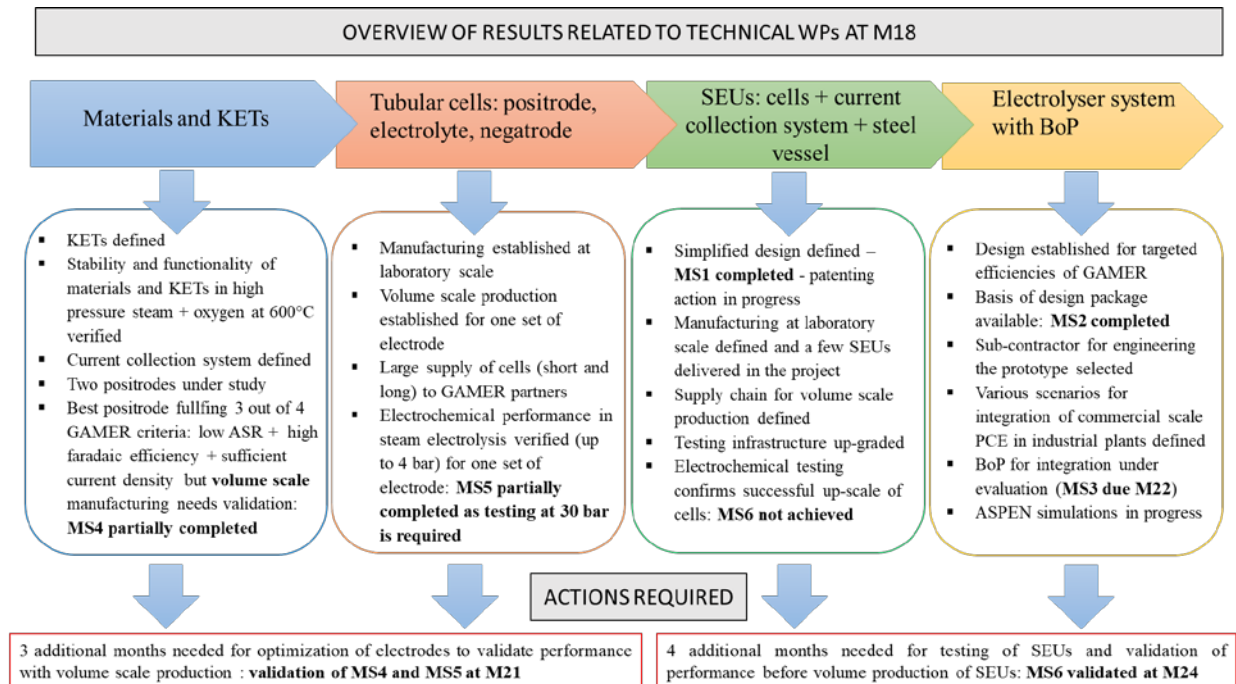 OVERVIEW OF RESULTS RELATED TO TECHNICAL WPs AT M18
Materials and KETs
Tubular cells: positrode,
electrolyte, negatrode
SEUs: cells + current
collection system + steel
vessel
Electrolyser system
with BoP
▪ KETs defined
▪ Stability and functionality of
materials and KETs in high
pressure steam + oxygen at 600°C
verified
▪ Current collection system defined
▪ Two positrodes under study
▪ Best positrode fullfing 3 out of 4
GAMER criteria: low ASR + high
faradaic efficiency + sufficient
current density but volume scale
manufacturing needs validation:
MS4 partially completed
▪ Manufacturing established at
laboratory scale
▪ Volume scale production
established for one set of
electrode
▪ Large supply of cells (short and
long) to GAMER partners
▪ Electrochemical performance in
steam electrolysis verified (up
to 4 bar) for one set of
electrode: MS5 partially
completed as testing at 30 bar
is required
▪ Simplified design defined –
MS1 completed - patenting
action in progress
▪ Manufacturing at laboratory
scale defined and a few SEUs
delivered in the project
▪ Supply chain for volume scale
production defined
▪ Testing infrastructure up-graded
▪ Electrochemical testing
confirms successful up-scale of
cells: MS6 not achieved
▪ Design established for targeted
efficiencies of GAMER
▪ Basis of design package
available: MS2 completed
▪ Sub-contractor for engineering
the prototype selected
▪ Various scenarios for
integration of commercial scale
PCE in industrial plants defined
▪ BoP for integration under
evaluation (MS3 due M22)
▪ ASPEN simulations in progress
ACTIONS REQUIRED
3 additional months needed for optimization of electrodes to validate performance
with volume scale production : validation of MS4 and MS5 at M21
4 additional months needed for testing of SEUs and validation of
performance before volume production of SEUs: MS6 validated at M24